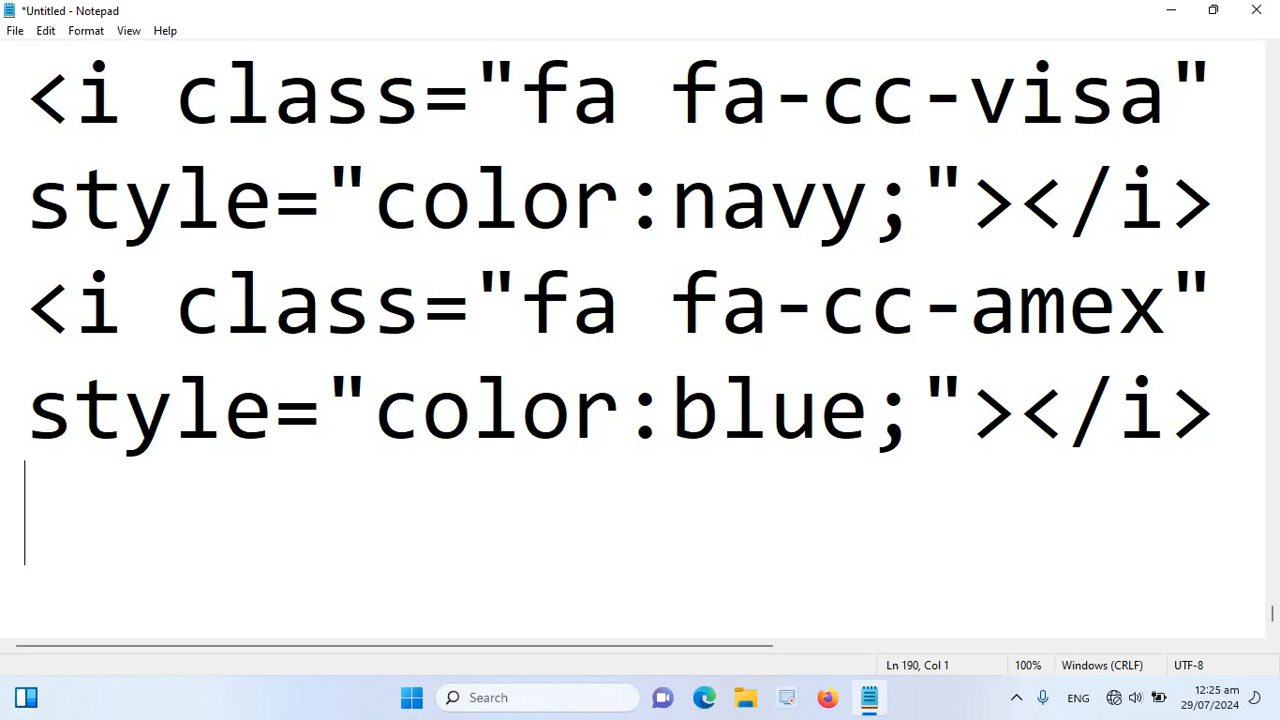 *Untitled - Notepad
File Edit Format View Help
<i class="fa fa-cc-visa"
style="color:navy;"></i>
<i class="fa fa-cc-amex"
style="color:blue;"></i>
Ln 190, Col 1 100% Windows (CRLF) UTF-8
Search ENG 12:25 am
29/07/2024